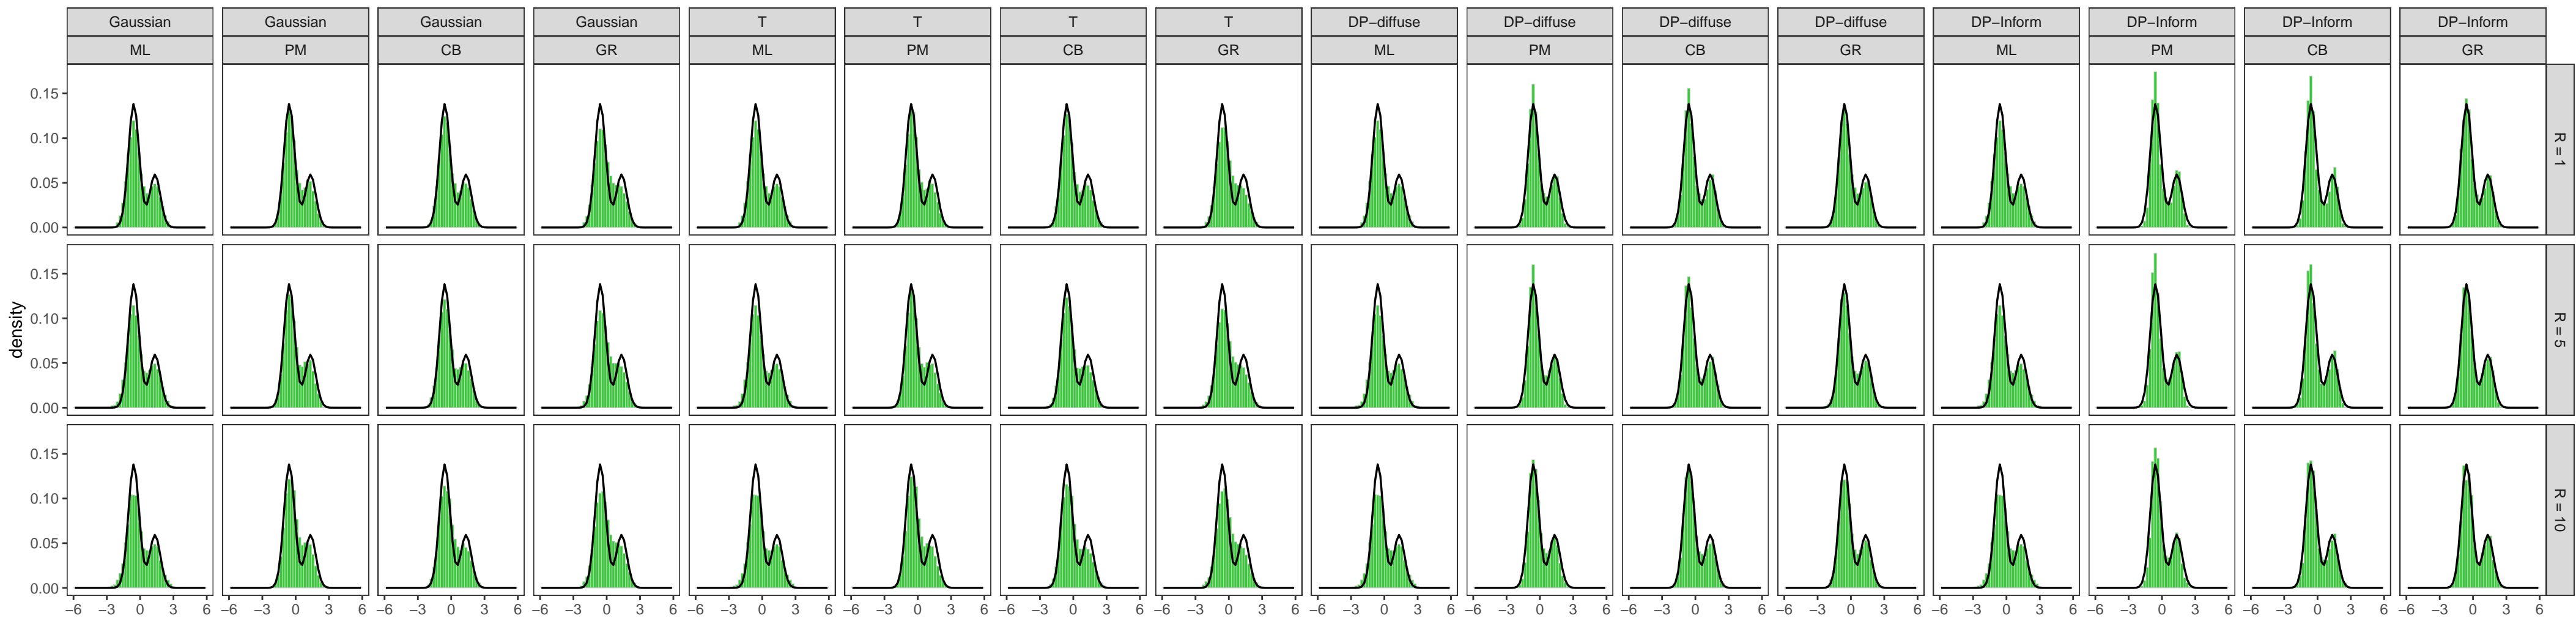 Gaussian Gaussian Gaussian Gaussian T T T T DP−diffuse DP−diffuse DP−diffuse DP−diffuse DP−Inform DP−Inform DP−Inform DP−Inform
ML PM CB GR ML PM CB GR ML PM CB GR ML PM CB GR
density
0.15
0.10
0.05
0.00
R = 1
0.15
0.10
0.05
0.00
R = 5
0.15
0.10
0.05
0.00
R = 10
−6 −3 0 3 6 −6 −3 0 3 6 −6 −3 0 3 6 −6 −3 0 3 6 −6 −3 0 3 6 −6 −3 0 3 6 −6 −3 0 3 6 −6 −3 0 3 6 −6 −3 0 3 6 −6 −3 0 3 6 −6 −3 0 3 6 −6 −3 0 3 6 −6 −3 0 3 6 −6 −3 0 3 6 −6 −3 0 3 6 −6 −3 0 3 6